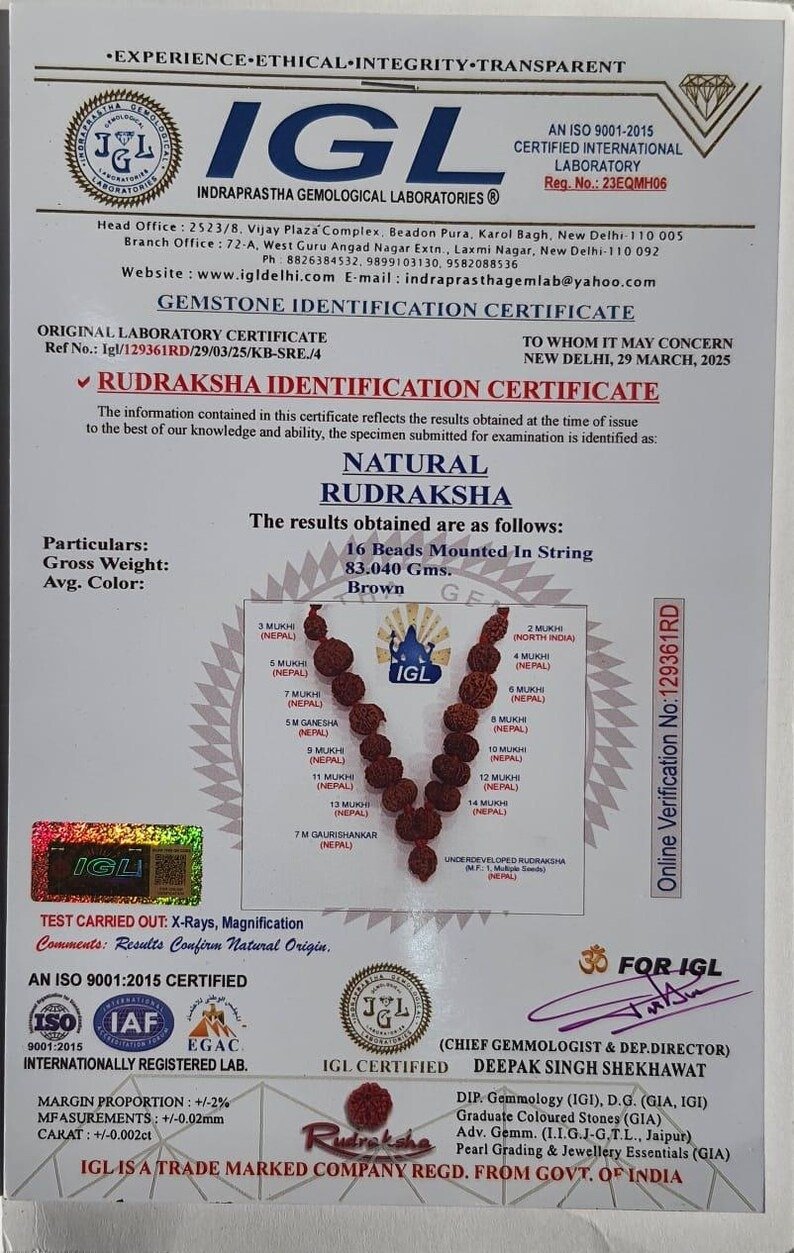 •EXPERIENCE•ETHICAL•INTEGRITY•TRANSPARENT
INDRAPRASTHA GEMOLOGICAL LABORATORIES
GEMOLOGICAL
IGL
LABORATORIES
IGL
INDRAPRASTHA GEMOLOGICAL LABORATORIES ®
AN ISO 9001-2015
CERTIFIED INTERNATIONAL
LABORATORY
Reg. No.: 23EQMH06
Head Office : 2523/8, Vijay Plaza Complex, Beadon Pura, Karol Bagh, New Delhi-110 005
Branch Office : 72-A, West Guru Angad Nagar Extn., Laxmi Nagar, New Delhi-110 092
Ph : 8826384532, 9899103130, 9582088536
Website : www.igldelhi.com E-mail : indraprasthagemlab@yahoo.com
GEMSTONE IDENTIFICATION CERTIFICATE
ORIGINAL LABORATORY CERTIFICATE
Ref No.: Igl/129361RD/29/03/25/KB-SRE./4
TO WHOM IT MAY CONCERN
NEW DELHI, 29 MARCH, 2025
RUDRAKSHA IDENTIFICATION CERTIFICATE
The information contained in this certificate reflects the results obtained at the time of issue
to the best of our knowledge and ability, the specimen submitted for examination is identified as:
NATURAL
RUDRAKSHA
The results obtained are as follows:
Particulars: 16 Beads Mounted In String
Gross Weight: 83.040 Gms.
Avg. Color: Brown
3 MUKHI
(NEPAL)
2 MUKHI
(NORTH INDIA)
IGL
5 MUKHI
(NEPAL)
4 MUKHI
(NEPAL)
7 MUKHI
(NEPAL)
6 MUKHI
(NEPAL)
5 M GANESHA
(NEPAL)
8 MUKHI
(NEPAL)
9 MUKHI
(NEPAL)
10 MUKHI
(NEPAL)
11 MUKHI
(NEPAL)
12 MUKHI
(NEPAL)
13 MUKHI
(NEPAL)
14 MUKHI
(NEPAL)
7 M GAURISHANKAR
(NEPAL)
UNDERDEVELOPED RUDRAKSHA
(M.F.: 1, Multiple Seeds)
(NEPAL)
Online Verification No:129361RD
IGL
TEST CARRIED OUT: X-Rays, Magnification
Comments: Results Confirm Natural Origin.
ॐ FOR IGL
AN ISO 9001:2015 CERTIFIED
ISO
9001:2015
INTERNATIONAL
IAF
ACCREDITATION FORUM
EGAC
INTERNATIONALLY REGISTERED LAB.
IGL
IGL CERTIFIED
(CHIEF GEMMOLOGIST & DEP.DIRECTOR)
DEEPAK SINGH SHEKHAWAT
MARGIN PROPORTION : +/-2%
MEASUREMENTS : +/-0.02mm
CARAT : +/-0.002ct
Rudraksha
DIP. Gemmology (IGI), D.G. (GIA, IGI)
Graduate Coloured Stones (GIA)
Adv. Gemm. (I.I.G.J-G.T.L., Jaipur)
Pearl Grading & Jewellery Essentials (GIA)
IGL IS A TRADE MARKED COMPANY REGD. FROM GOVT. OF INDIA